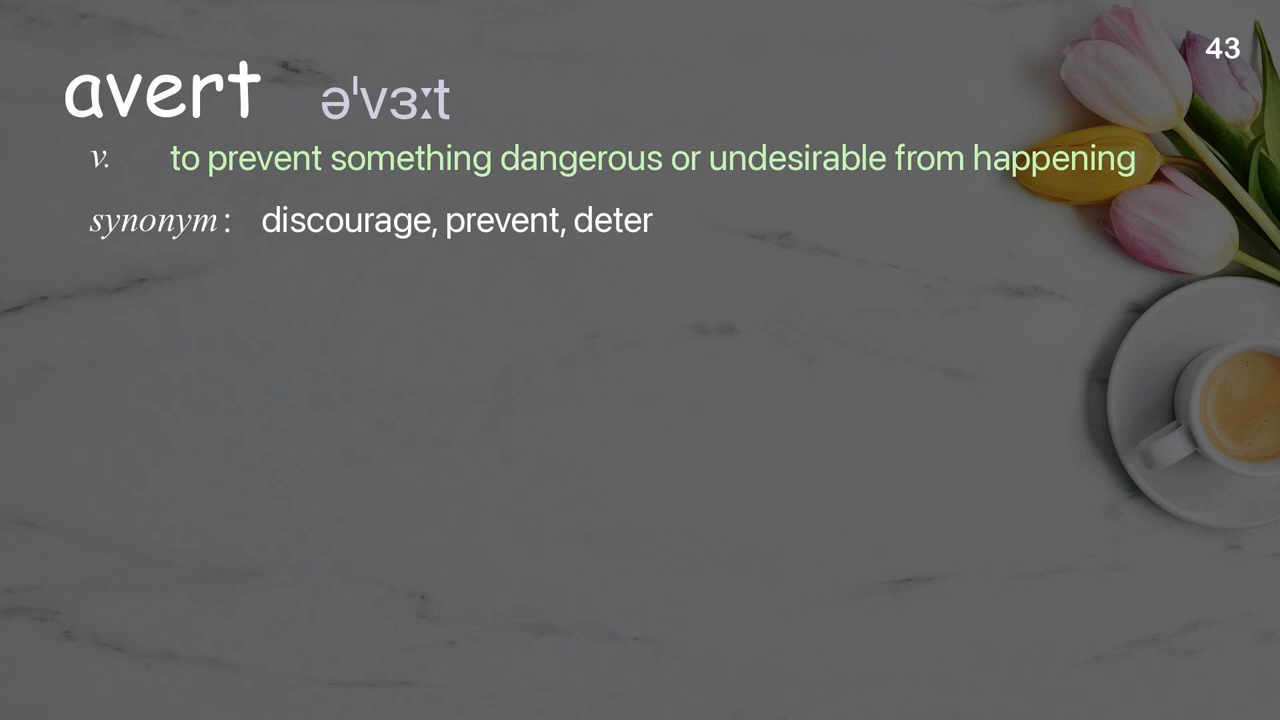 43
avert əˈvɜːt
v. to prevent something dangerous or undesirable from happening
synonym : discourage, prevent, deter